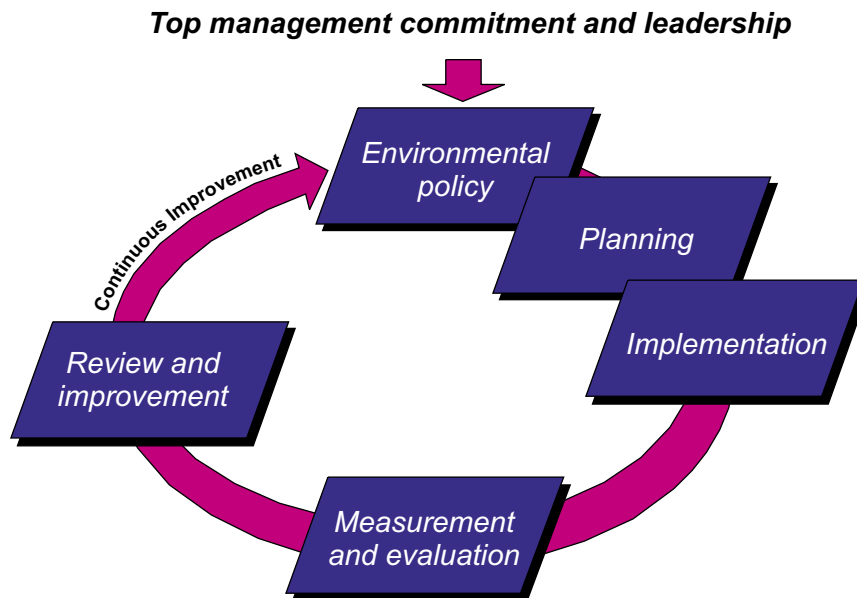 Top management commitment and leadership
Environmental
policy
Planning
Implementation
Measurement
and evaluation
Review and
improvement
Continuous Improvement